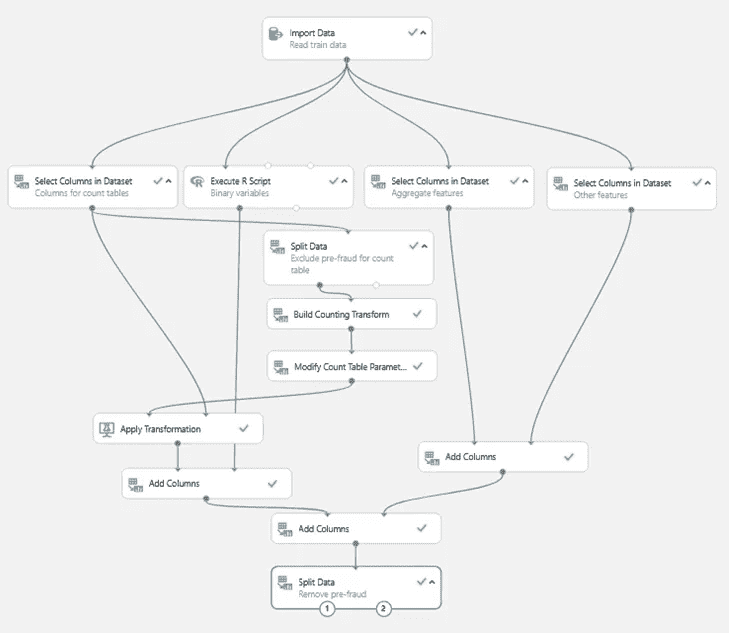 Import Data
Read train data
Select Columns in Dataset
Columns for count tables
Execute R Script
Binary variables
Select Columns in Dataset
Aggregate features
Select Columns in Dataset
Other features
Split Data
Exclude pre-fraud for count
table
Build Counting Transform
Modify Count Table Paramet...
Apply Transformation
Add Columns
Add Columns
Add Columns
Split Data
Remove pre-fraud
1
2